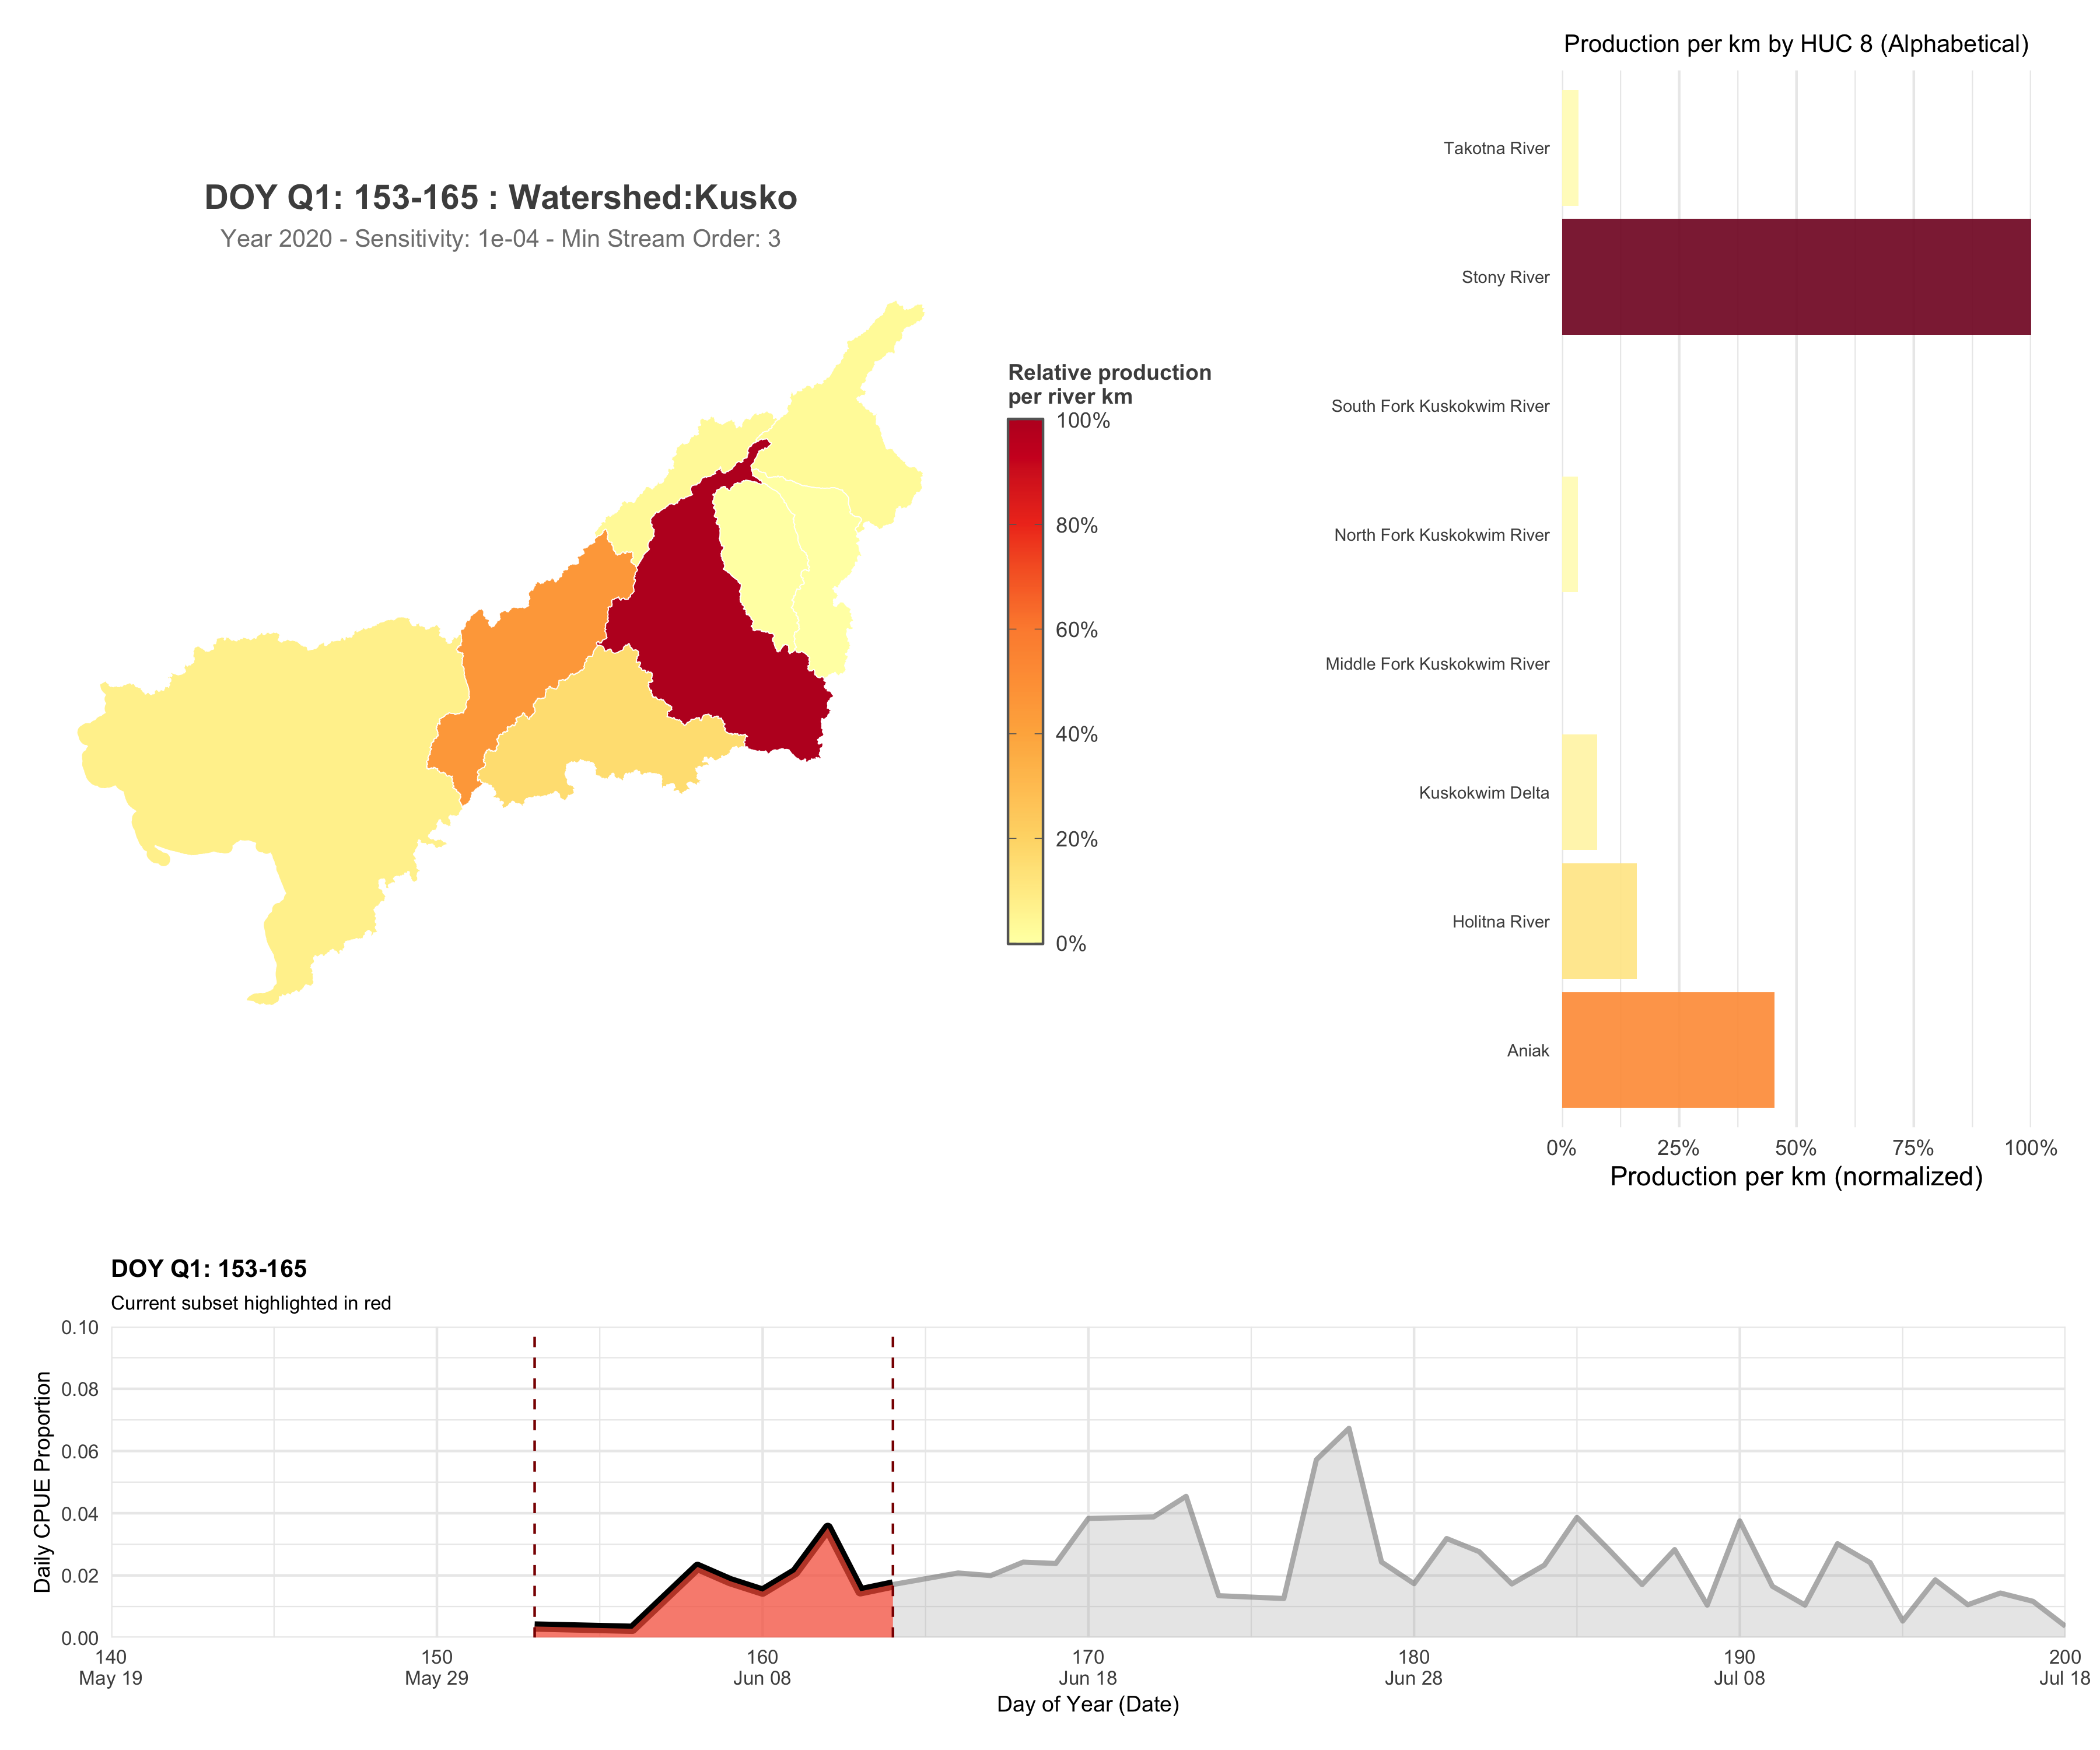 DOY Q1: 153-165 : Watershed:Kusko
Year 2020 - Sensitivity: 1e-04 - Min Stream Order: 3
Relative production
per river km
100%
80%
60%
40%
20%
0%
Production per km by HUC 8 (Alphabetical)
Takotna River
Stony River
South Fork Kuskokwim River
North Fork Kuskokwim River
Middle Fork Kuskokwim River
Kuskokwim Delta
Holitna River
Aniak
0% 25% 50% 75% 100%
Production per km (normalized)
DOY Q1: 153-165
Current subset highlighted in red
Daily CPUE Proportion
0.10
0.08
0.06
0.04
0.02
0.00
140 150 160 170 180 190 200
May 19 May 29 Jun 08 Jun 18 Jun 28 Jul 08 Jul 18
Day of Year (Date)